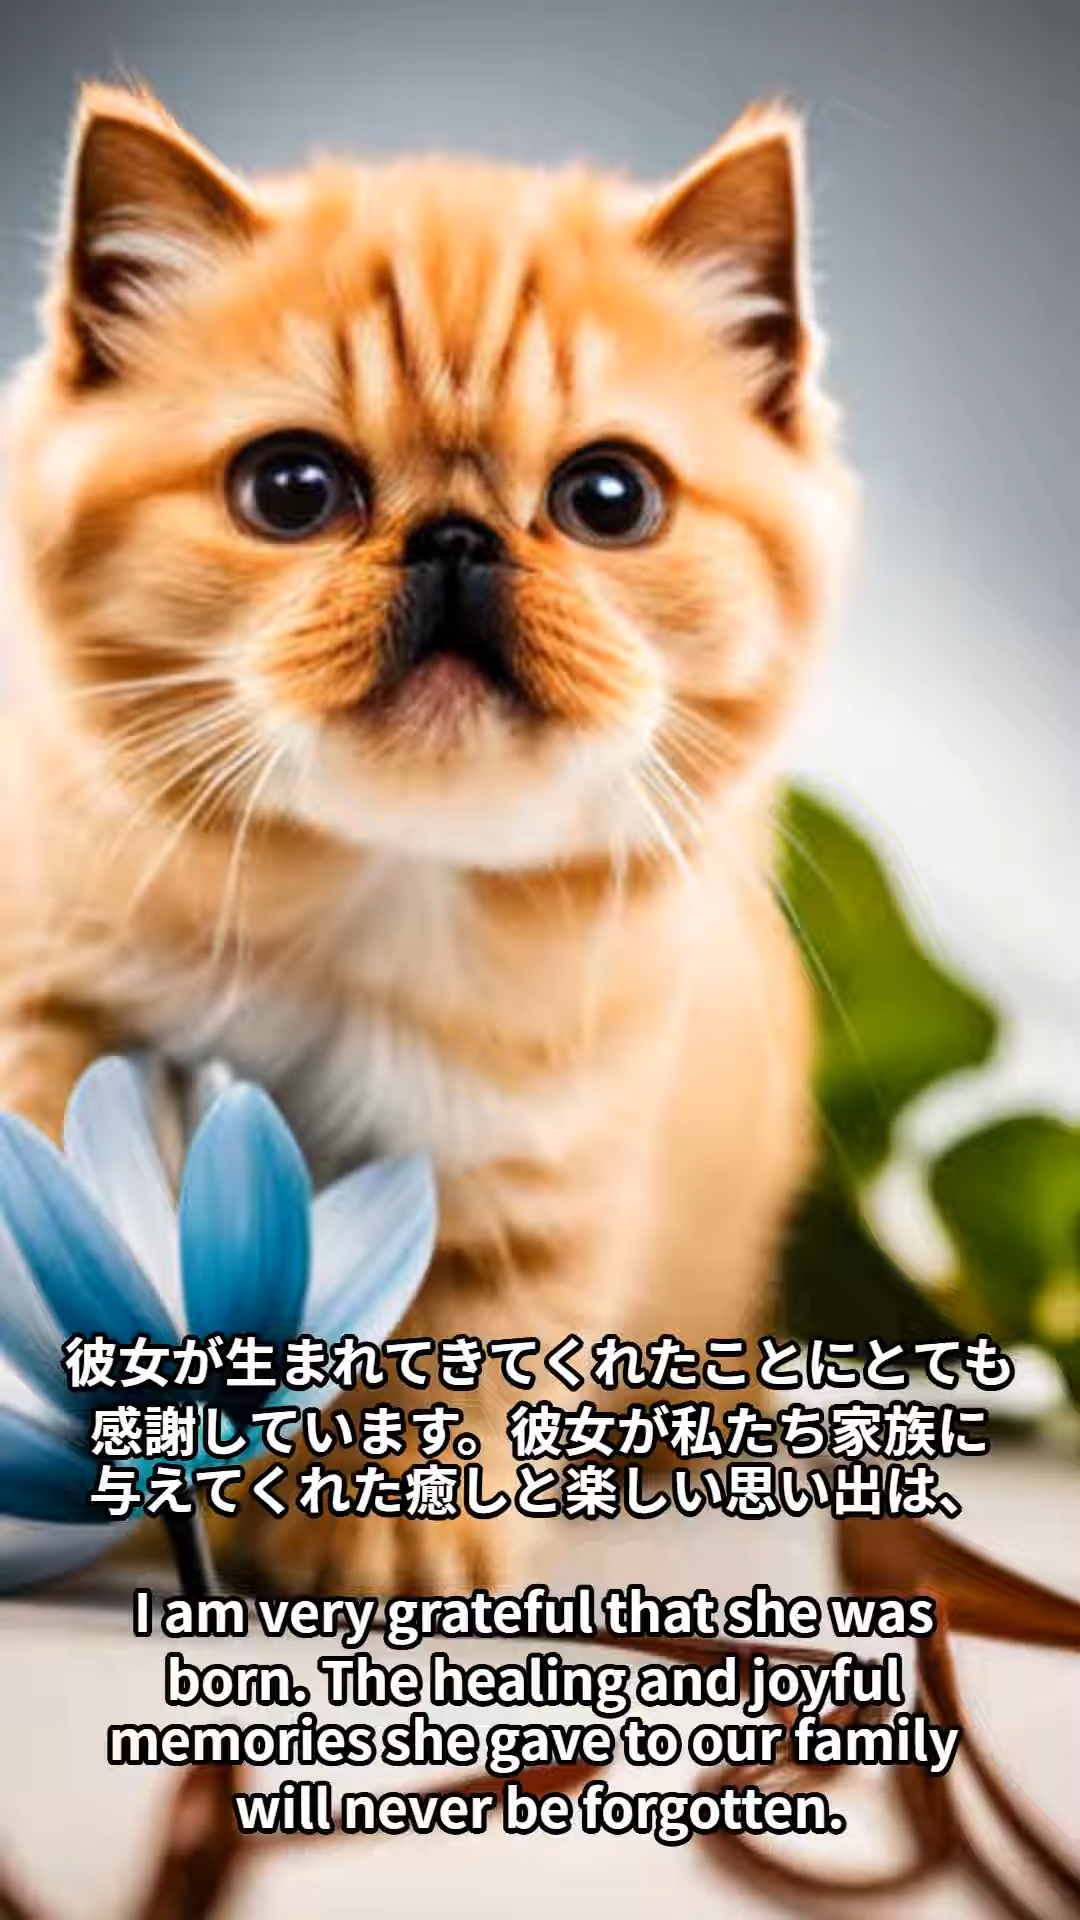 彼女が生まれてきてくれたことにとても
感謝しています。彼女が私たち家族に
与えてくれた癒しと楽しい思い出は、
I am very grateful that she was
born. The healing and joyful
memories she gave to our family
will never be forgotten.